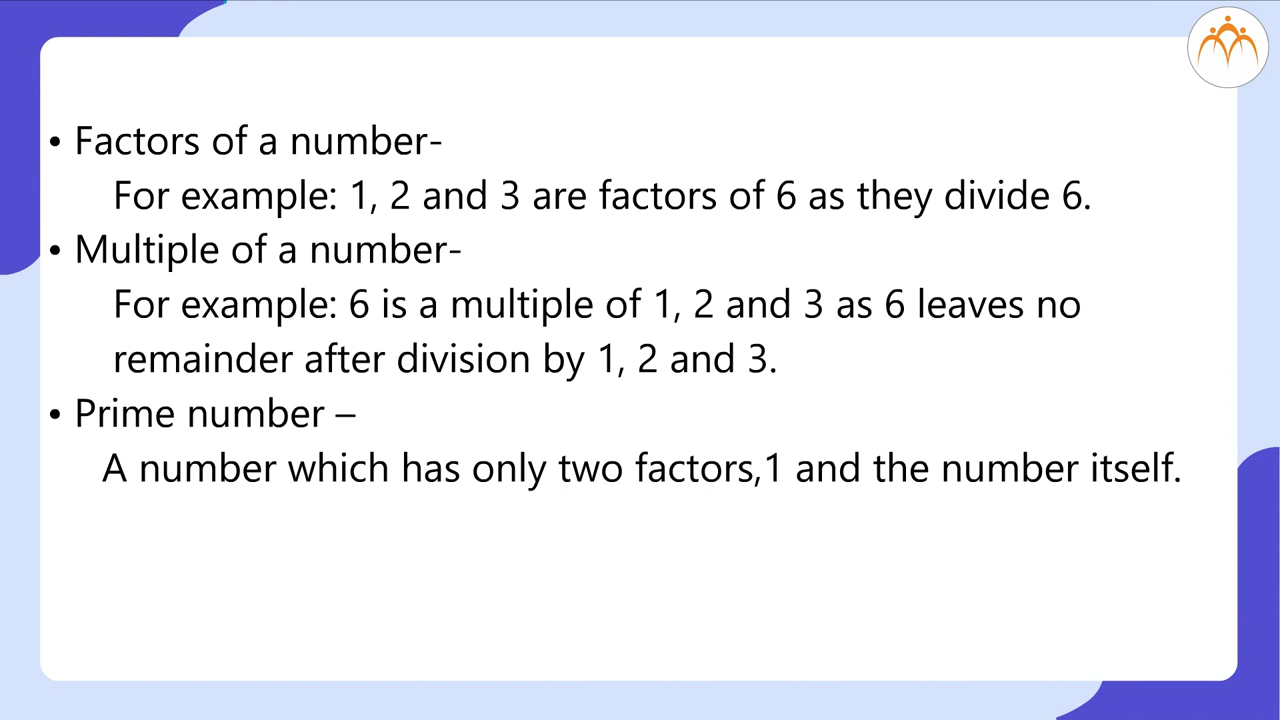 • Factors of a number-
For example: 1, 2 and 3 are factors of 6 as they divide 6.
• Multiple of a number-
For example: 6 is a multiple of 1, 2 and 3 as 6 leaves no
remainder after division by 1, 2 and 3.
• Prime number –
A number which has only two factors,1 and the number itself.